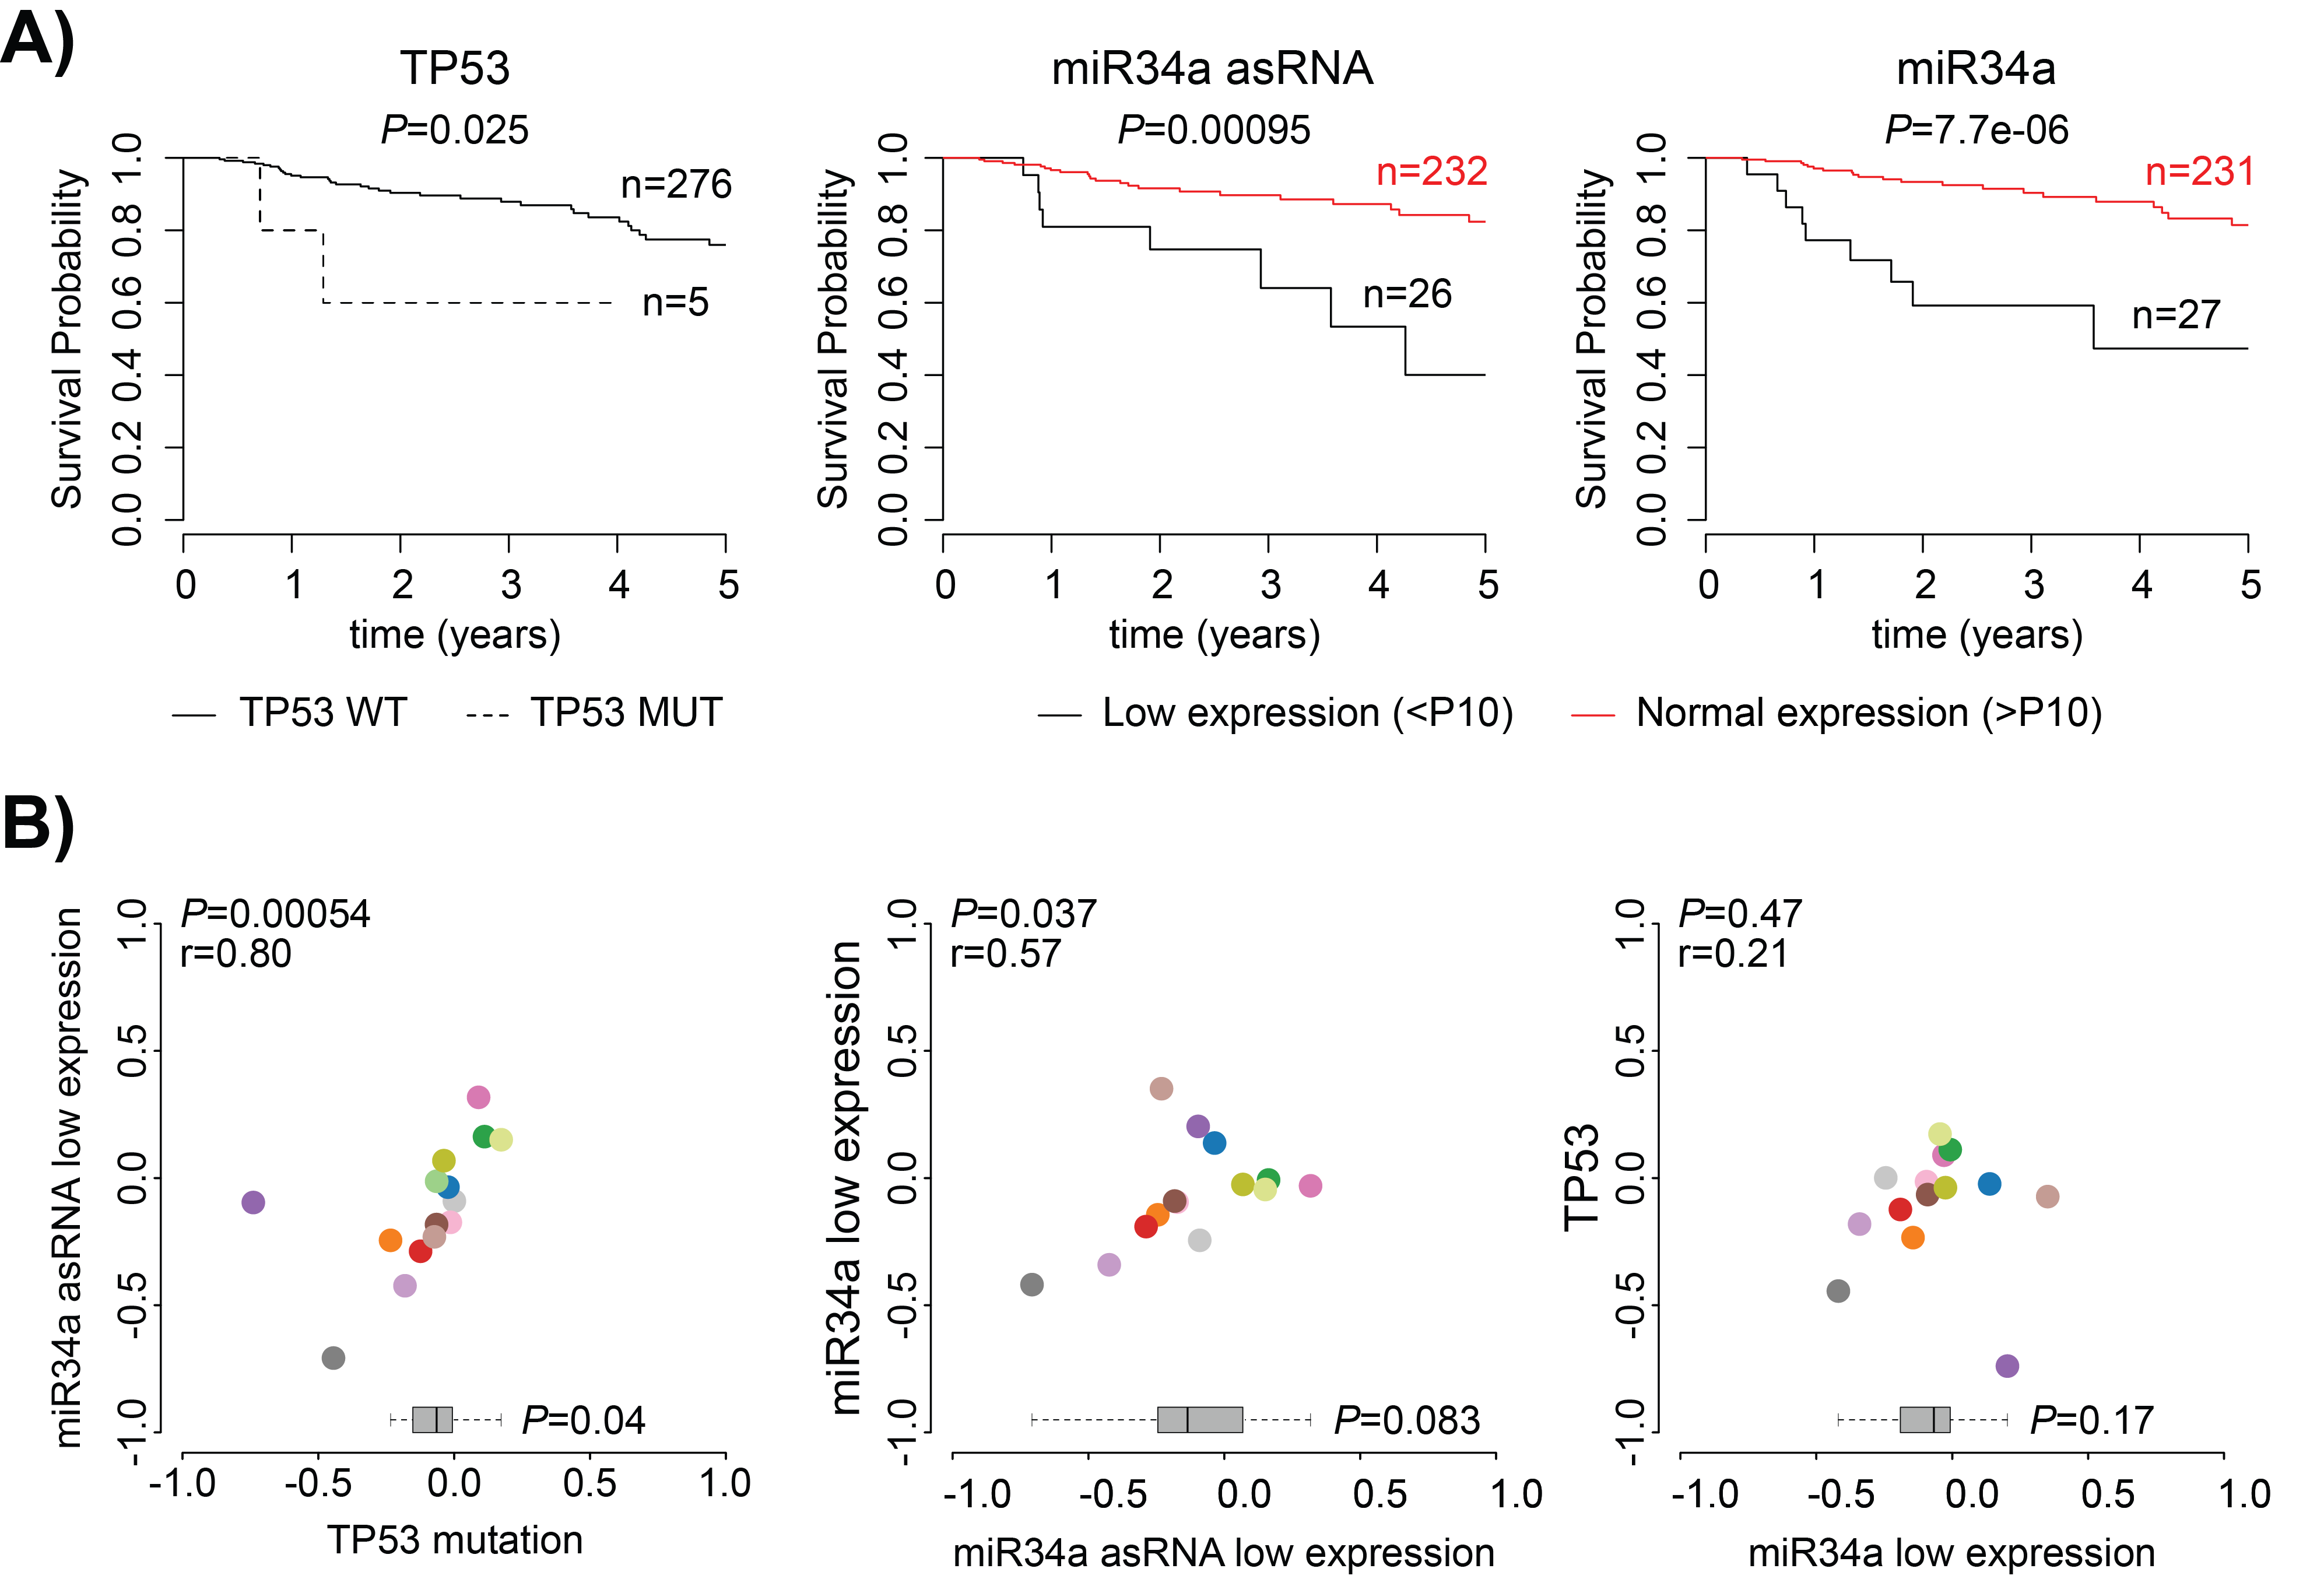 A)
TP53
miR34a asRNA
miR34a
P=0.025
P=0.00095
P=7.7e-06
Survival Probability
0.0 0.2 0.4 0.6 0.8 1.0
n=276
n=5
0 1 2 3 4 5
time (years)
Survival Probability
0.0 0.2 0.4 0.6 0.8 1.0
n=232
n=26
0 1 2 3 4 5
time (years)
Survival Probability
0.0 0.2 0.4 0.6 0.8 1.0
n=231
n=27
0 1 2 3 4 5
time (years)
TP53 WT
TP53 MUT
Low expression (<P10)
Normal expression (>P10)
B)
miR34a asRNA low expression
-1.0 -0.5 0.0 0.5 1.0
P=0.00054
r=0.80
P=0.04
-1.0 -0.5 0.0 0.5 1.0
TP53 mutation
miR34a low expression
-1.0 -0.5 0.0 0.5 1.0
P=0.037
r=0.57
P=0.083
-1.0 -0.5 0.0 0.5 1.0
miR34a asRNA low expression
TP53
-1.0 -0.5 0.0 0.5 1.0
P=0.47
r=0.21
P=0.17
-1.0 -0.5 0.0 0.5 1.0
miR34a low expression